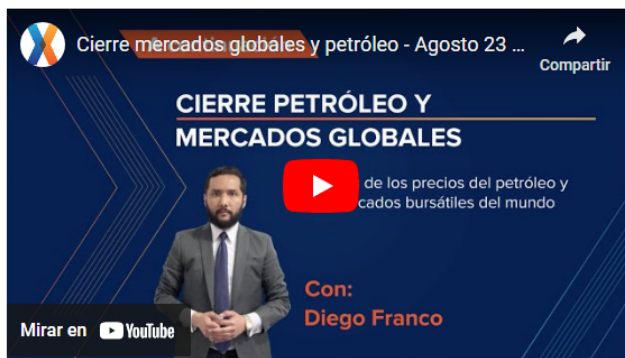 Cierre mercados globales y petróleo - Agosto 23 ...
Compartir
CIERRE PETRÓLEO Y
MERCADOS GLOBALES
de los precios del petróleo y
cados bursátiles del mundo
Con:
Diego Franco
Mirar en YouTube